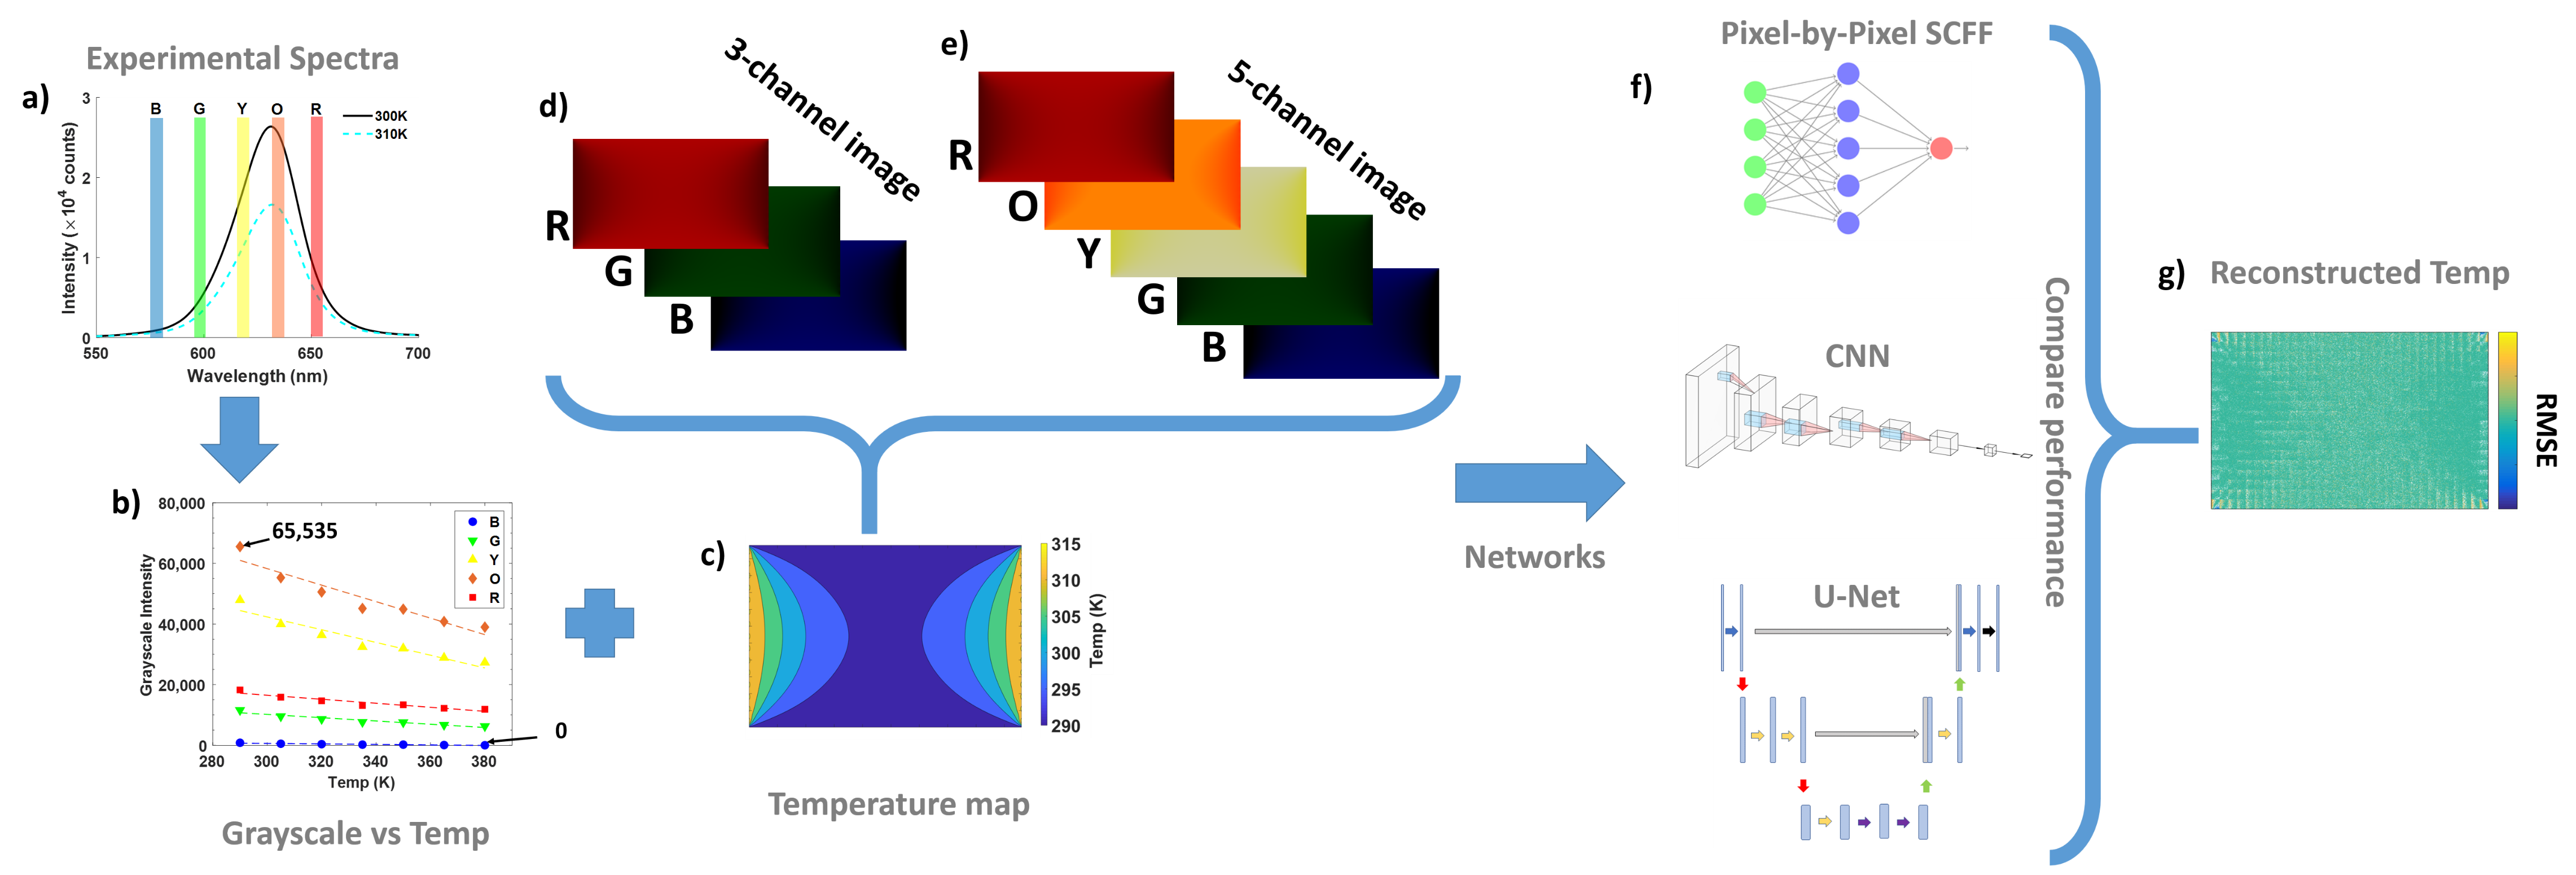 Experimental Spectra
a)
3
2
1
0
Intensity (×10⁴ counts)
B G Y O R
300K
310K
550 600 650 700
Wavelength (nm)
b)
80,000
60,000
40,000
20,000
0
Grayscale Intensity
65,535
B
G
Y
O
R
0
280 300 320 340 360 380
Temp (K)
Grayscale vs Temp
d)
3-channel image
R
G
B
e)
5-channel image
R
O
Y
G
B
c)
315
310
305
300
295
290
Temp (K)
Temperature map
Networks
f)
Pixel-by-Pixel SCFF
CNN
U-Net
Compare performance
g)
Reconstructed Temp
RMSE